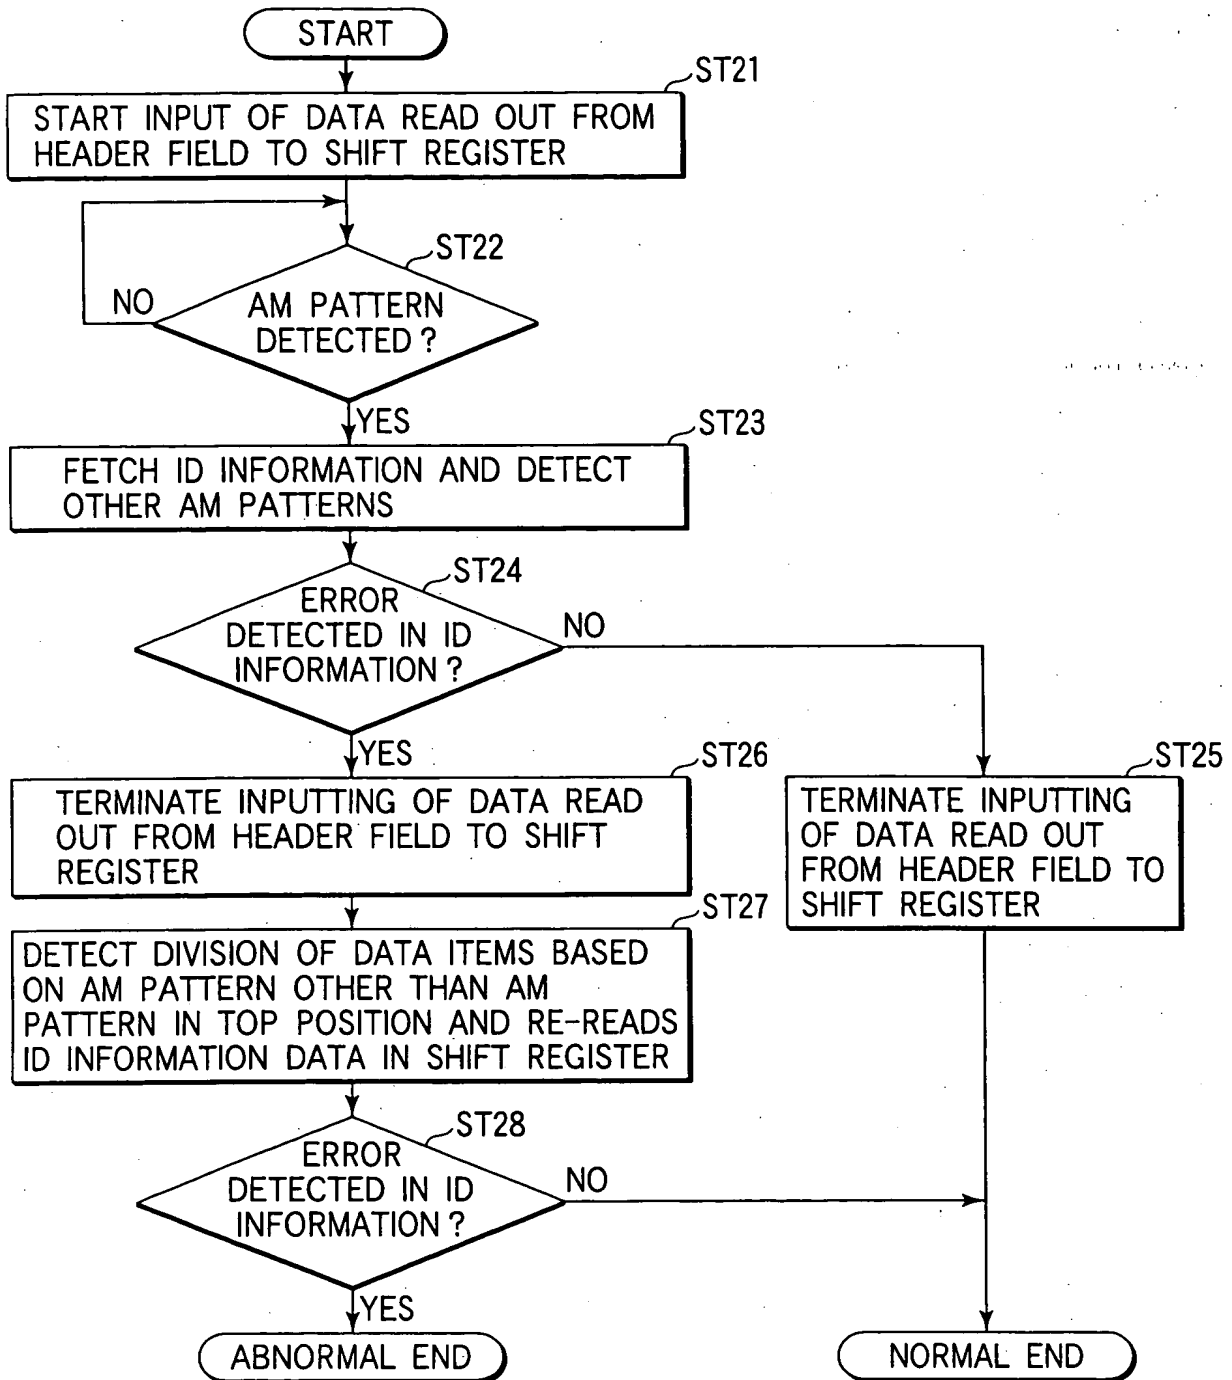 START
ST21
START INPUT OF DATA READ OUT FROM
HEADER FIELD TO SHIFT REGISTER
ST22
NO
AM PATTERN
DETECTED?
YES
ST23
FETCH ID INFORMATION AND DETECT
OTHER AM PATTERNS
ST24
ERROR
DETECTED IN ID
INFORMATION?
NO
YES
ST26
TERMINATE INPUTTING OF DATA READ
OUT FROM HEADER FIELD TO SHIFT
REGISTER
ST25
TERMINATE INPUTTING
OF DATA READ OUT
FROM HEADER FIELD TO
SHIFT REGISTER
ST27
DETECT DIVISION OF DATA ITEMS BASED
ON AM PATTERN OTHER THAN AM
PATTERN IN TOP POSITION AND RE-READS
ID INFORMATION DATA IN SHIFT REGISTER
ST28
ERROR
DETECTED IN ID
INFORMATION?
NO
YES
ABNORMAL END
NORMAL END